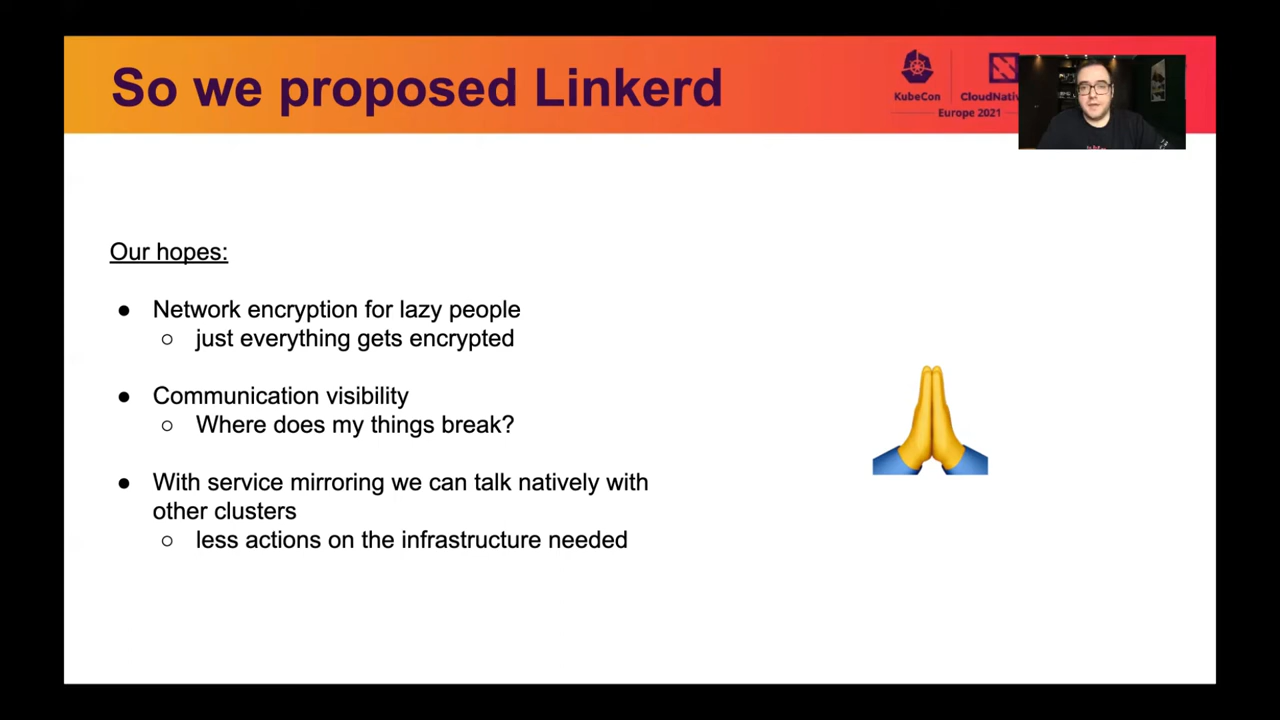 So we proposed Linkerd
KubeCon
CloudNativ
Europe 2021
Our hopes:
● Network encryption for lazy people
○ just everything gets encrypted
● Communication visibility
○ Where does my things break?
● With service mirroring we can talk natively with
other clusters
○ less actions on the infrastructure needed